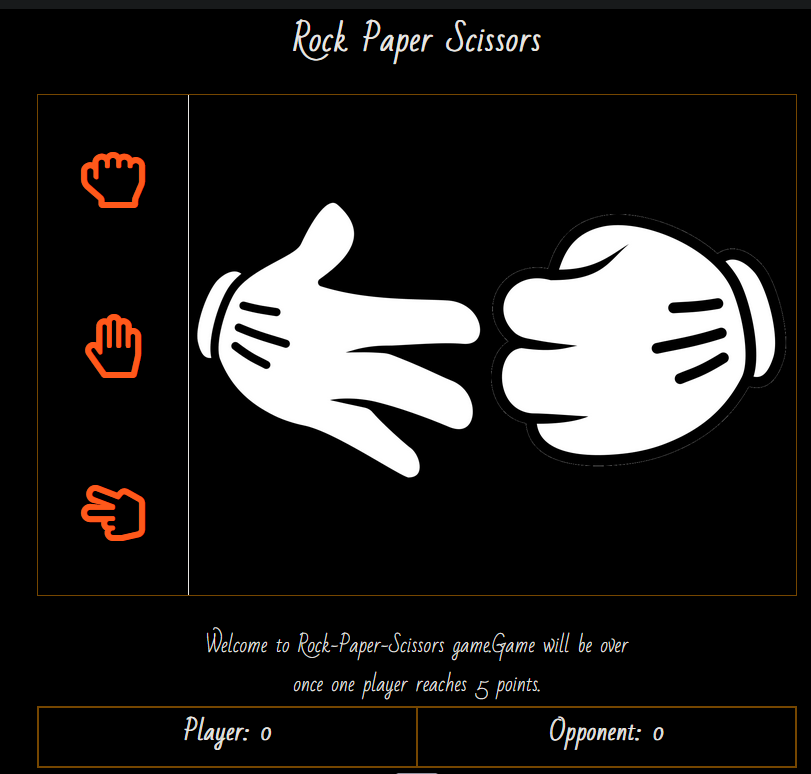 Rock Paper Scissors
Welcome to Rock-Paper-Scissors game.Game will be over
once one player reaches 5 points.
Player: 0
Opponent: 0